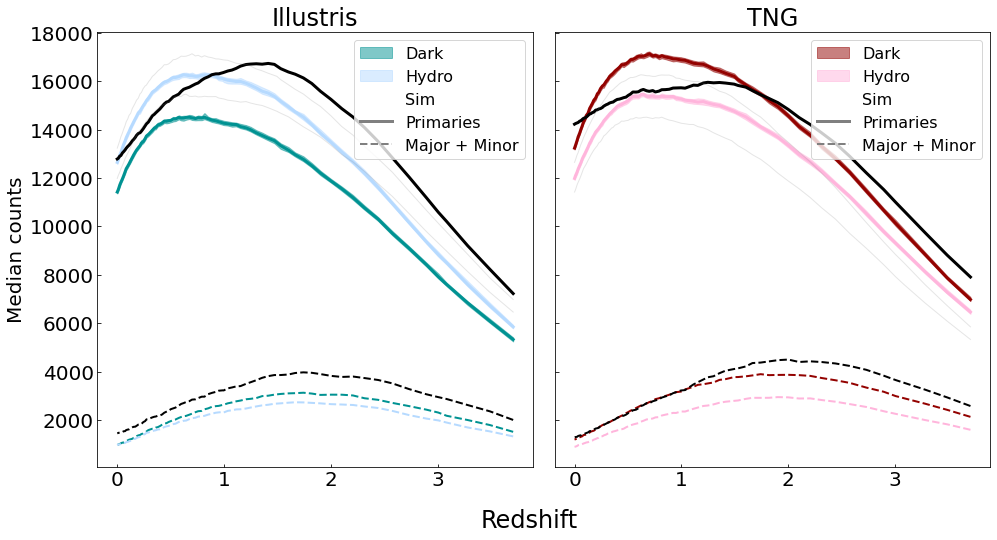 Illustris
TNG
18000
16000
14000
12000
10000
8000
6000
4000
2000
Median counts
Dark
Hydro
Sim
Primaries
Major + Minor
Dark
Hydro
Sim
Primaries
Major + Minor
0 1 2 3
0 1 2 3
Redshift